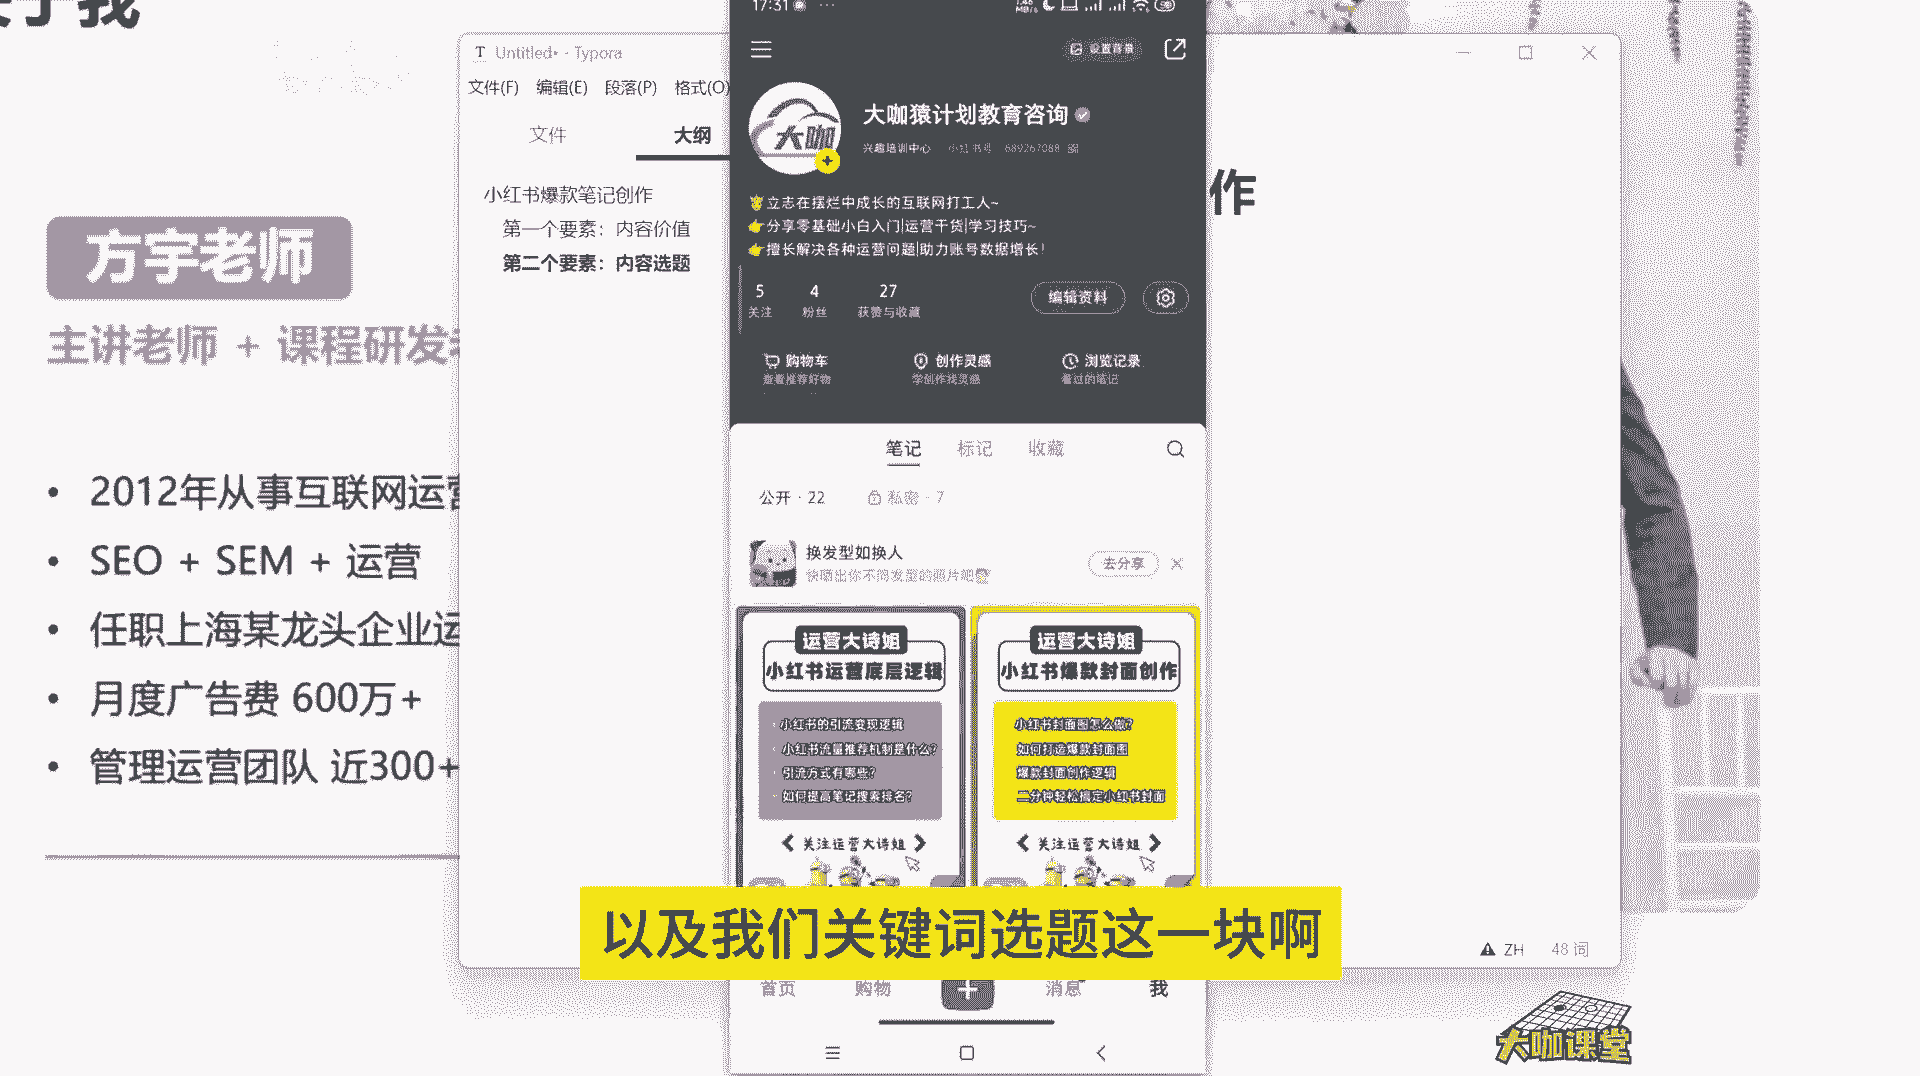 方宇老师
主讲老师 + 课程研发
2012年从事互联网运营
SEO + SEM + 运营
任职上海某龙头企业运
月度广告费 600万+
管理运营团队 近300+
Untitled• - Typora
文件(F) 编辑(E) 段落(P) 格式(O)
文件 大纲
小红书爆款笔记创作
第一个要素：内容价值
第二个要素：内容选题
作
17:31
设置背景
大咖
大咖猿计划教育咨询
兴趣培训中心 小红书号 689267088
立志在摆烂中成长的互联网打工人~
分享零基础小白入门|运营干货|学习技巧~
擅长解决各种运营问题|助力账号数据增长!
5 4 27
关注 粉丝 获赞与收藏
编辑资料
购物车 创作灵感 浏览记录
查看推荐好物 学创作找灵感 看过的笔记
笔记 标记 收藏
公开 · 22 私密 · 7
换发型如换人
快晒出你不同发型的照片吧
去分享
运营大诗姐
小红书运营底层逻辑
· 小红书的引流变现逻辑
· 小红书流量推荐机制是什么?
· 引流方式有哪些?
· 如何提高笔记搜索排名?
关注运营大诗姐
运营大诗姐
小红书爆款封面创作
小红书封面图怎么做?
如何打造爆款封面图
爆款封面创作逻辑
二分钟轻松搞定小红书封面
关注运营大诗姐
以及我们关键词选题这一块啊
首页 购物 消息 我
ZH 48 词
大咖课堂